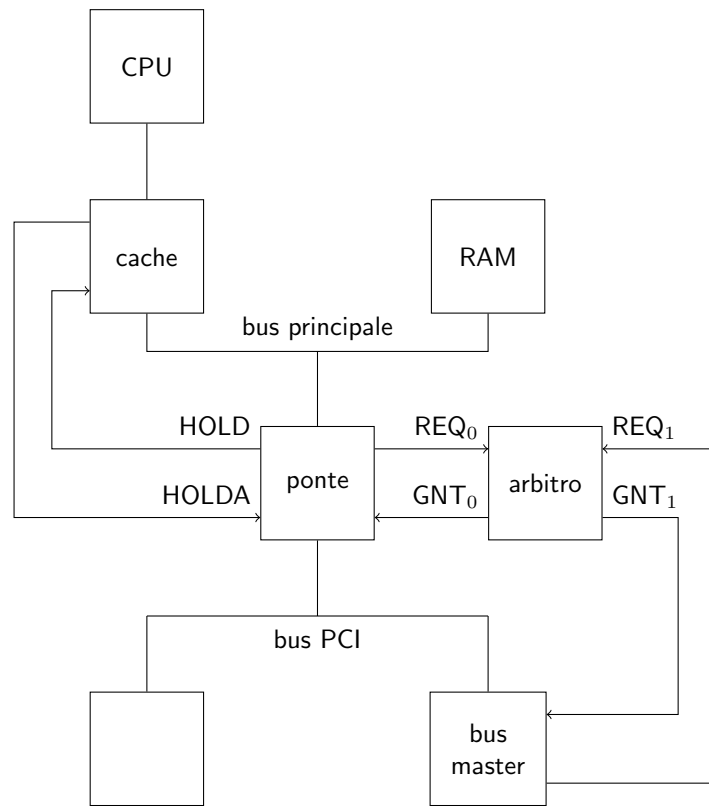 CPU
cache
RAM
bus principale
HOLD
REQ₀
REQ₁
ponte
arbitro
HOLDA
GNT₀
GNT₁
bus PCI
bus
master